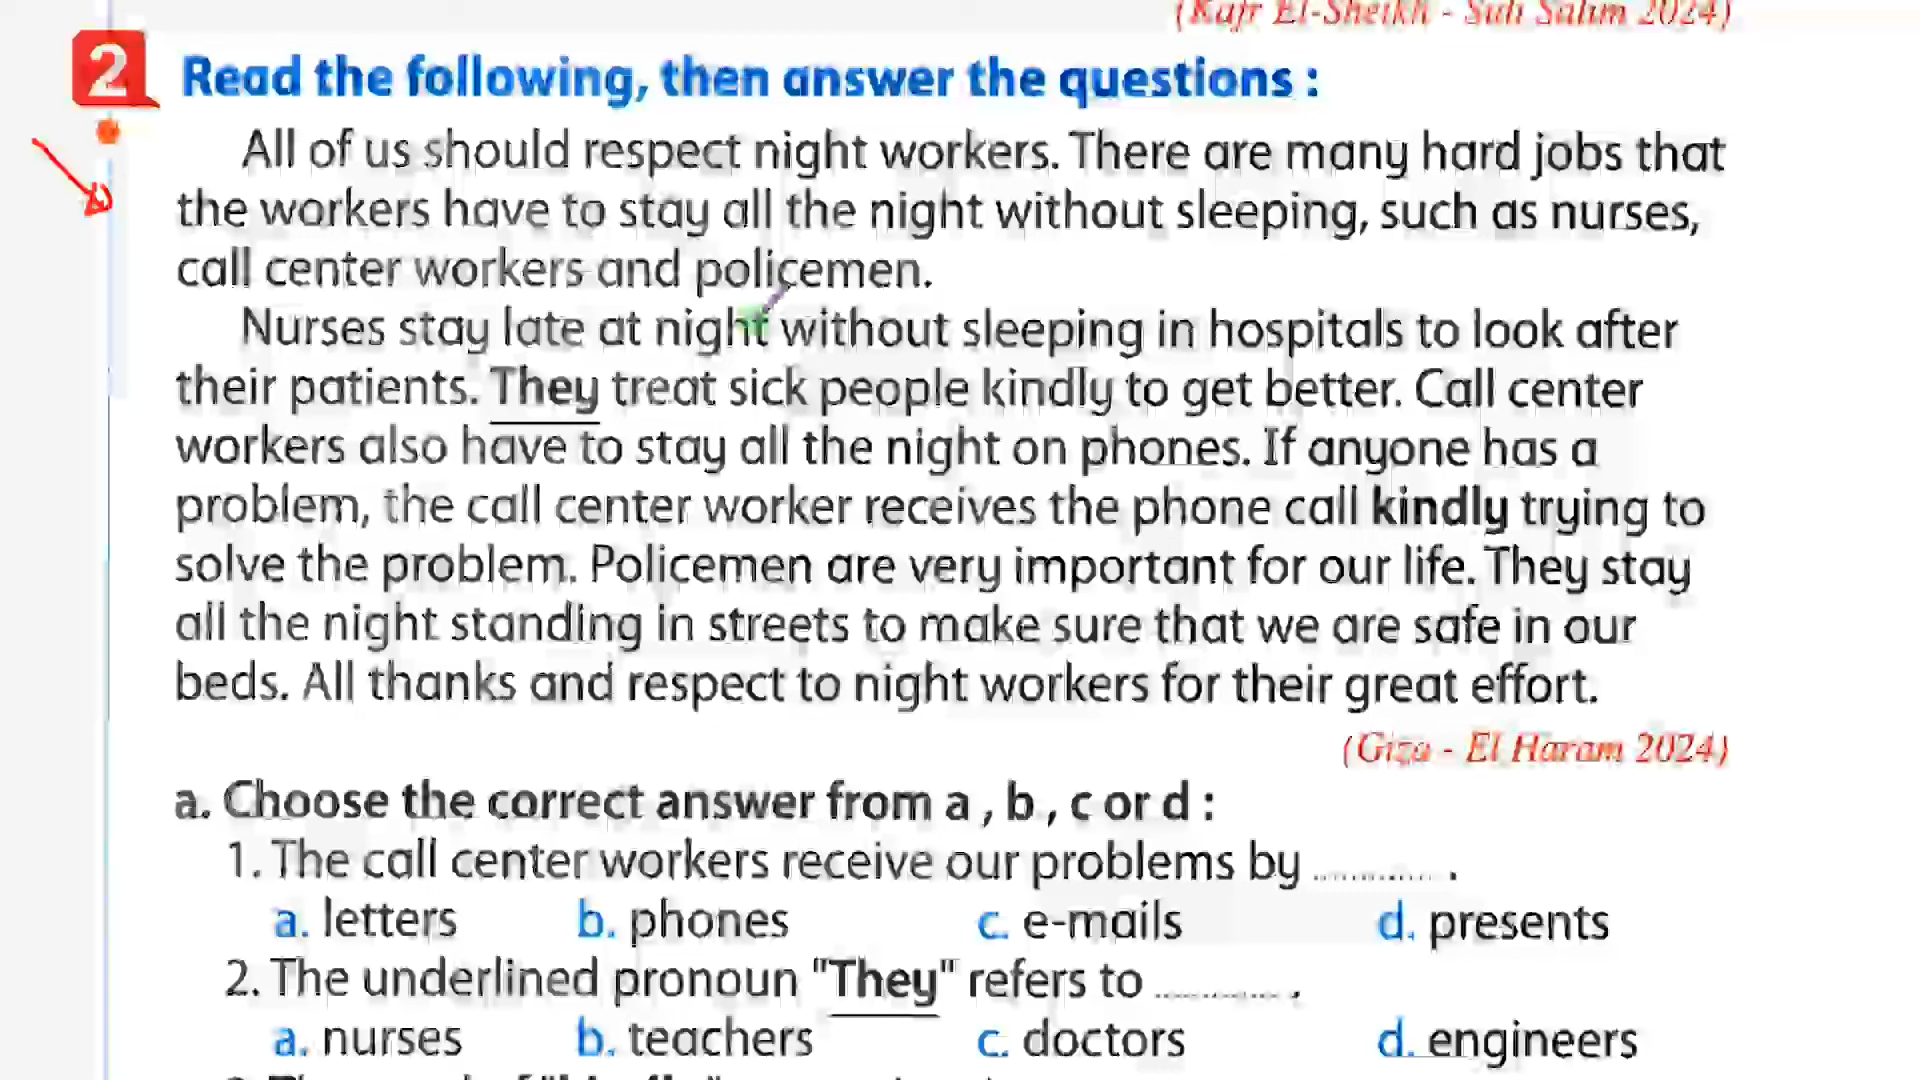 (Kafr El-Sheikh - Sidi Salim 2024)
2 Read the following, then answer the questions :
All of us should respect night workers. There are many hard jobs that
the workers have to stay all the night without sleeping, such as nurses,
call center workers and policemen.
Nurses stay late at night without sleeping in hospitals to look after
their patients. They treat sick people kindly to get better. Call center
workers also have to stay all the night on phones. If anyone has a
problem, the call center worker receives the phone call kindly trying to
solve the problem. Policemen are very important for our life. They stay
all the night standing in streets to make sure that we are safe in our
beds. All thanks and respect to night workers for their great effort.
(Giza - El Haram 2024)
a. Choose the correct answer from a , b , c or d :
1. The call center workers receive our problems by ............ .
a. letters b. phones c. e-mails d. presents
2. The underlined pronoun "They" refers to ............ .
a. nurses b. teachers c. doctors d. engineers